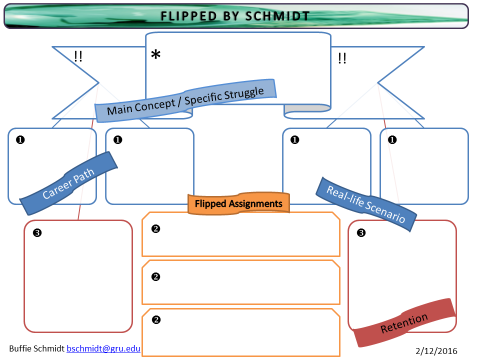 FLIPPED BY SCHMIDT
!!
*
!!
Main Concept / Specific Struggle
❶
❶
❶
❶
Career Path
Real-life Scenario
Flipped Assignments
❸
❷
❸
❷
❷
Retention
Buffie Schmidt bschmidt@gru.edu
2/12/2016